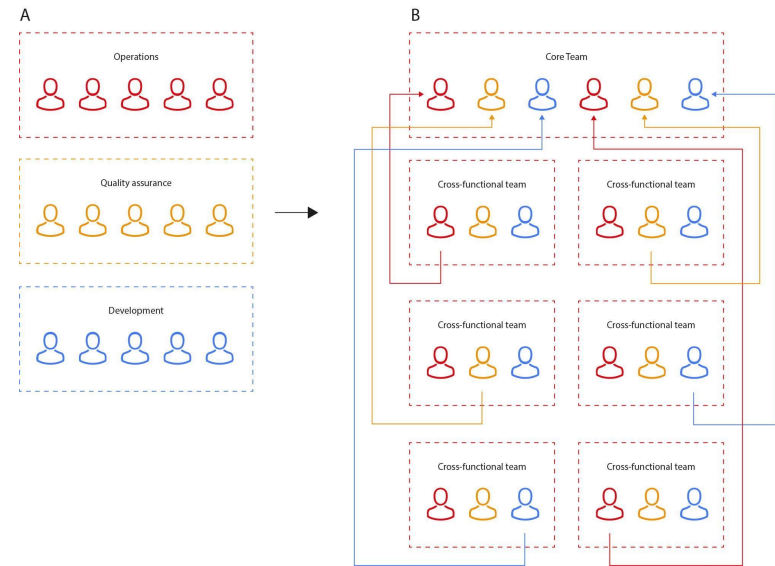 A
B
Operations
Core Team
Quality assurance
Cross-functional team
Cross-functional team
Development
Cross-functional team
Cross-functional team
Cross-functional team
Cross-functional team